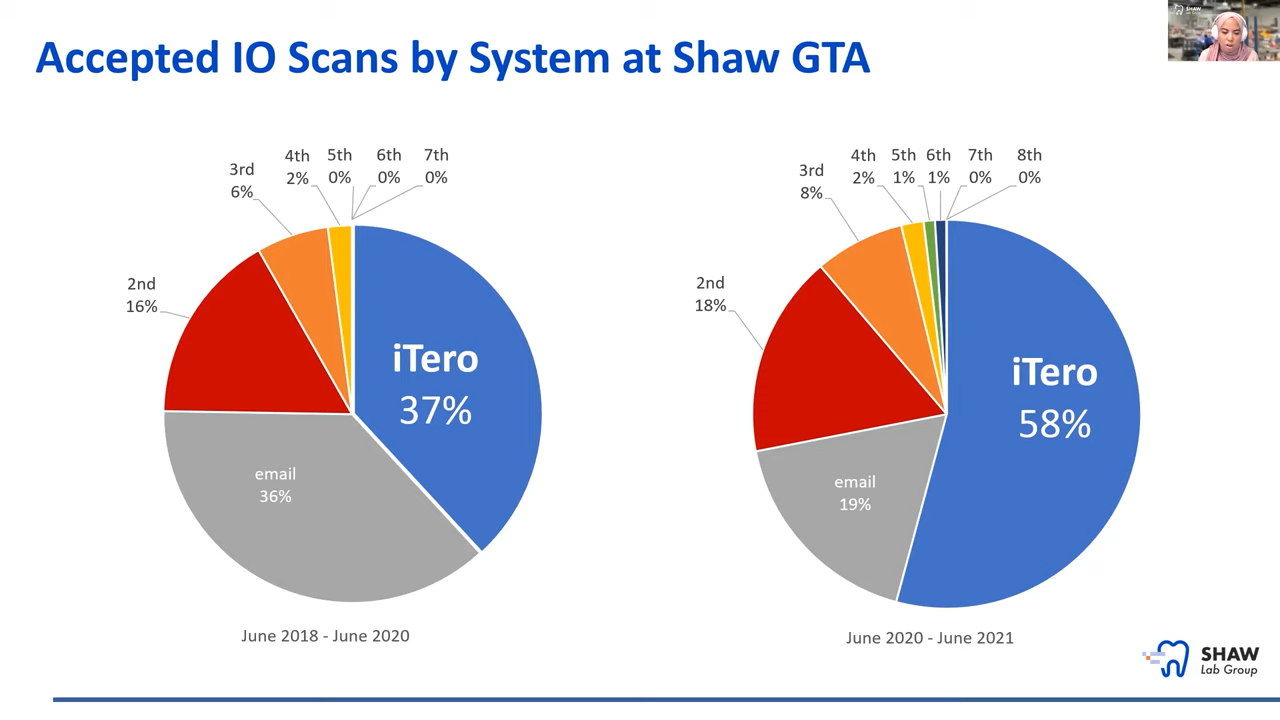 Accepted IO Scans by System at Shaw GTA
SHAW
3rd
6%
4th
2%
5th
0%
6th
0%
7th
0%
2nd
16%
iTero
37%
email
36%
June 2018 - June 2020
3rd
8%
4th
2%
5th
1%
6th
1%
7th
0%
8th
0%
2nd
18%
iTero
58%
email
19%
June 2020 - June 2021
SHAW
Lab Group